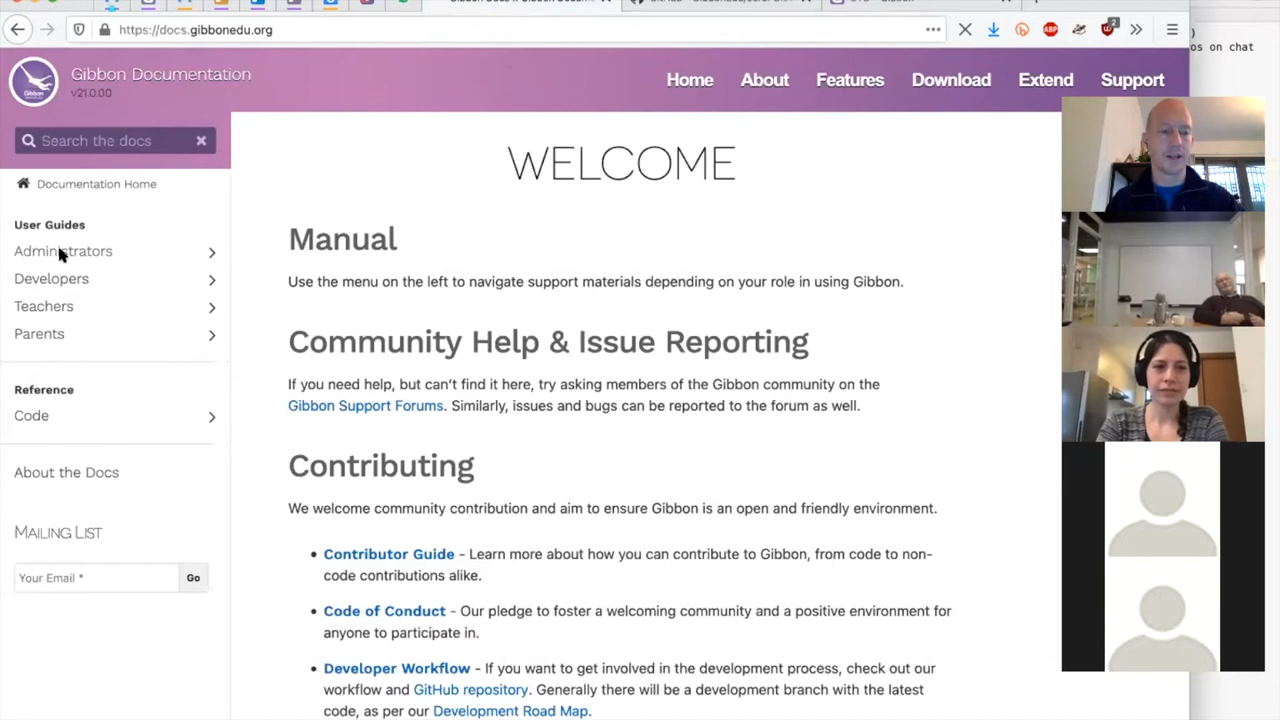 https://docs.gibbonedu.org
2
os on chat
Gibbon
Gibbon Documentation
v21.0.00
Home
About
Features
Download
Extend
Support
Search the docs
Documentation Home
User Guides
Administrators
Developers
Teachers
Parents
Reference
Code
About the Docs
MAILING LIST
Your Email *
Go
WELCOME
Manual
Use the menu on the left to navigate support materials depending on your role in using Gibbon.
Community Help & Issue Reporting
If you need help, but can't find it here, try asking members of the Gibbon community on the
Gibbon Support Forums. Similarly, issues and bugs can be reported to the forum as well.
Contributing
We welcome community contribution and aim to ensure Gibbon is an open and friendly environment.
• Contributor Guide - Learn more about how you can contribute to Gibbon, from code to non-
code contributions alike.
• Code of Conduct - Our pledge to foster a welcoming community and a positive environment for
anyone to participate in.
• Developer Workflow - If you want to get involved in the development process, check out our
workflow and GitHub repository. Generally there will be a development branch with the latest
code, as per our Development Road Map.